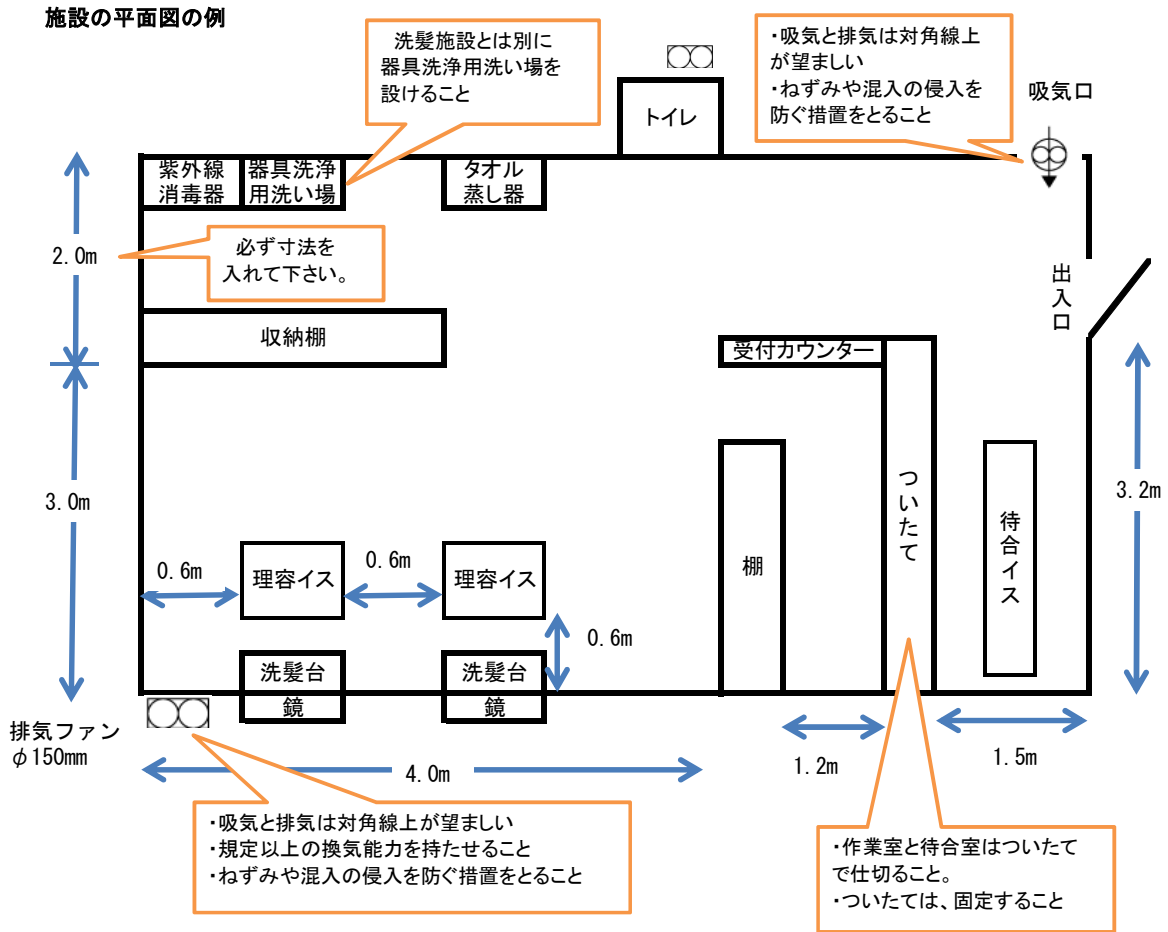 施設の平面図の例
洗髪施設とは別に
器具洗浄用洗い場を
設けること
・吸気と排気は対角線上
が望ましい
・ねずみや混入の侵入を
防ぐ措置をとること
吸気口
トイレ
紫外線
消毒器
器具洗浄
用洗い場
タオル
蒸し器
2.0m
必ず寸法を
入れて下さい。
出入口
収納棚
受付カウンター
3.0m
ついたて
待合イス
3.2m
棚
0.6m
理容イス
0.6m
理容イス
0.6m
洗髪台
洗髪台
鏡
鏡
排気ファン
φ150mm
4.0m
1.2m
1.5m
・吸気と排気は対角線上が望ましい
・規定以上の換気能力を持たせること
・ねずみや混入の侵入を防ぐ措置をとること
・作業室と待合室はついたて
で仕切ること。
・ついたては、固定すること